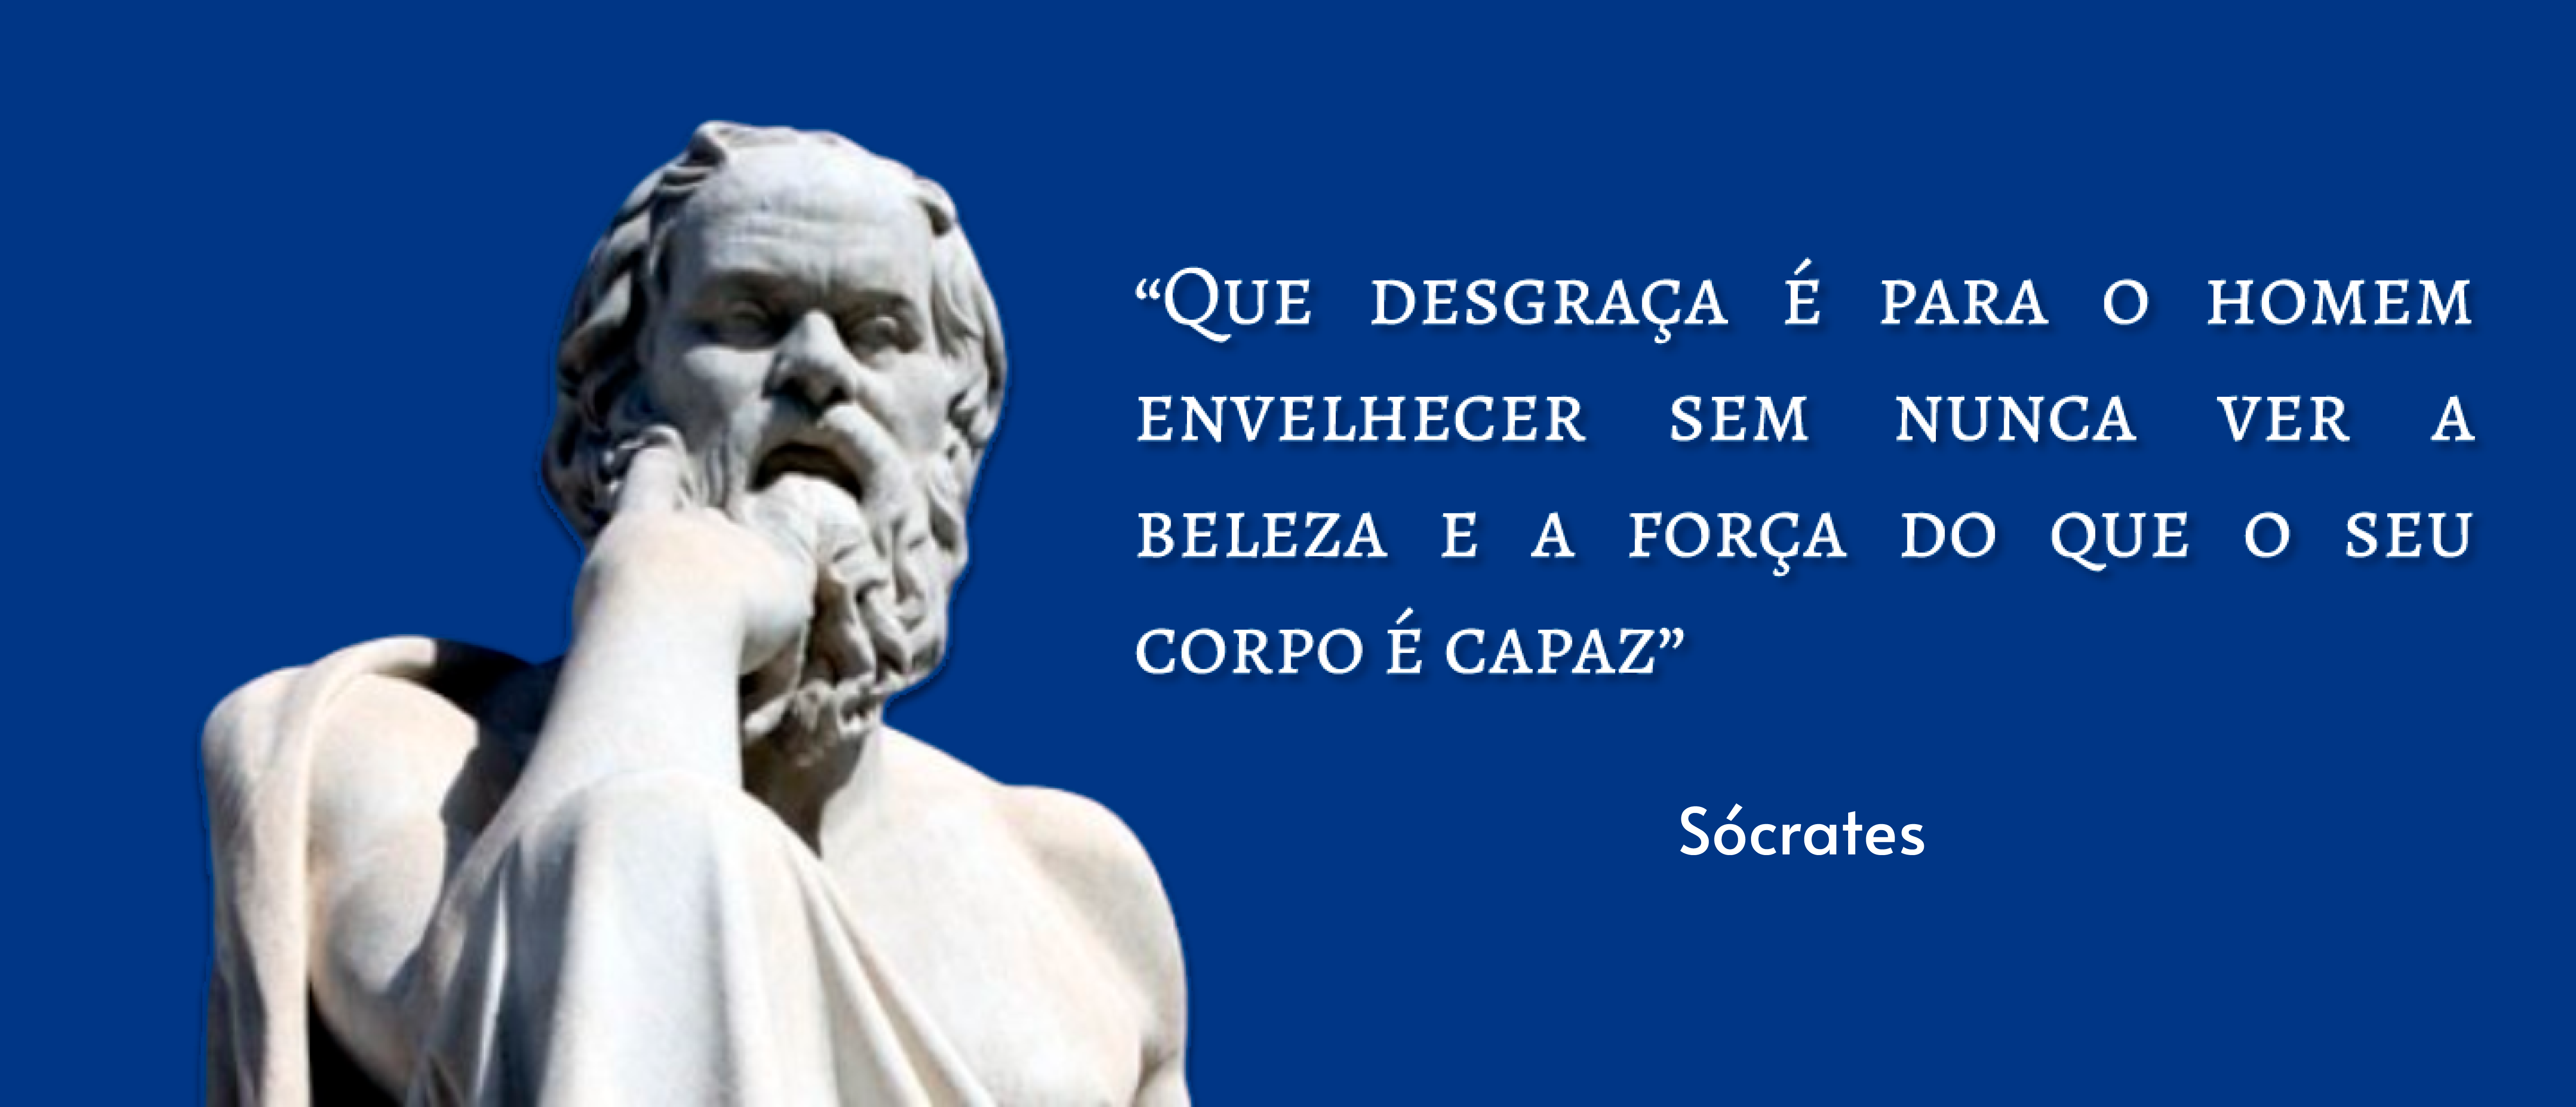 “Que desgraça é para o homem
envelhecer sem nunca ver a
beleza e a força do que o seu
corpo é capaz”
Sócrates